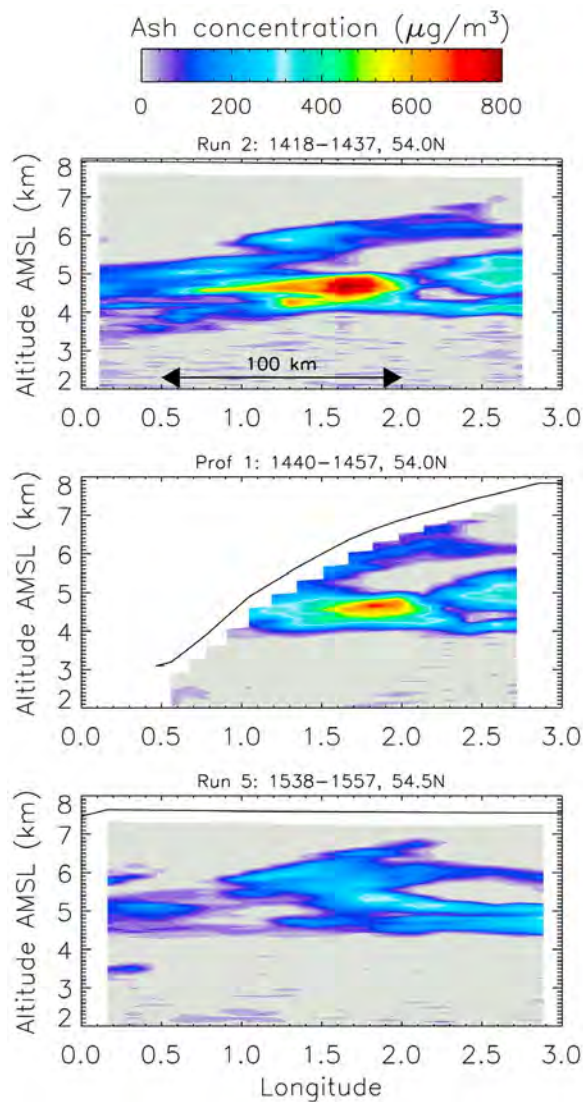 Ash concentration (μg/m³)
0 200 400 600 800
Run 2: 1418−1437, 54.0N
Altitude AMSL (km)
8
7
6
5
4
3
2
100 km
0.0 0.5 1.0 1.5 2.0 2.5 3.0
Prof 1: 1440−1457, 54.0N
Altitude AMSL (km)
8
7
6
5
4
3
2
0.0 0.5 1.0 1.5 2.0 2.5 3.0
Run 5: 1538−1557, 54.5N
Altitude AMSL (km)
8
7
6
5
4
3
2
0.0 0.5 1.0 1.5 2.0 2.5 3.0
Longitude